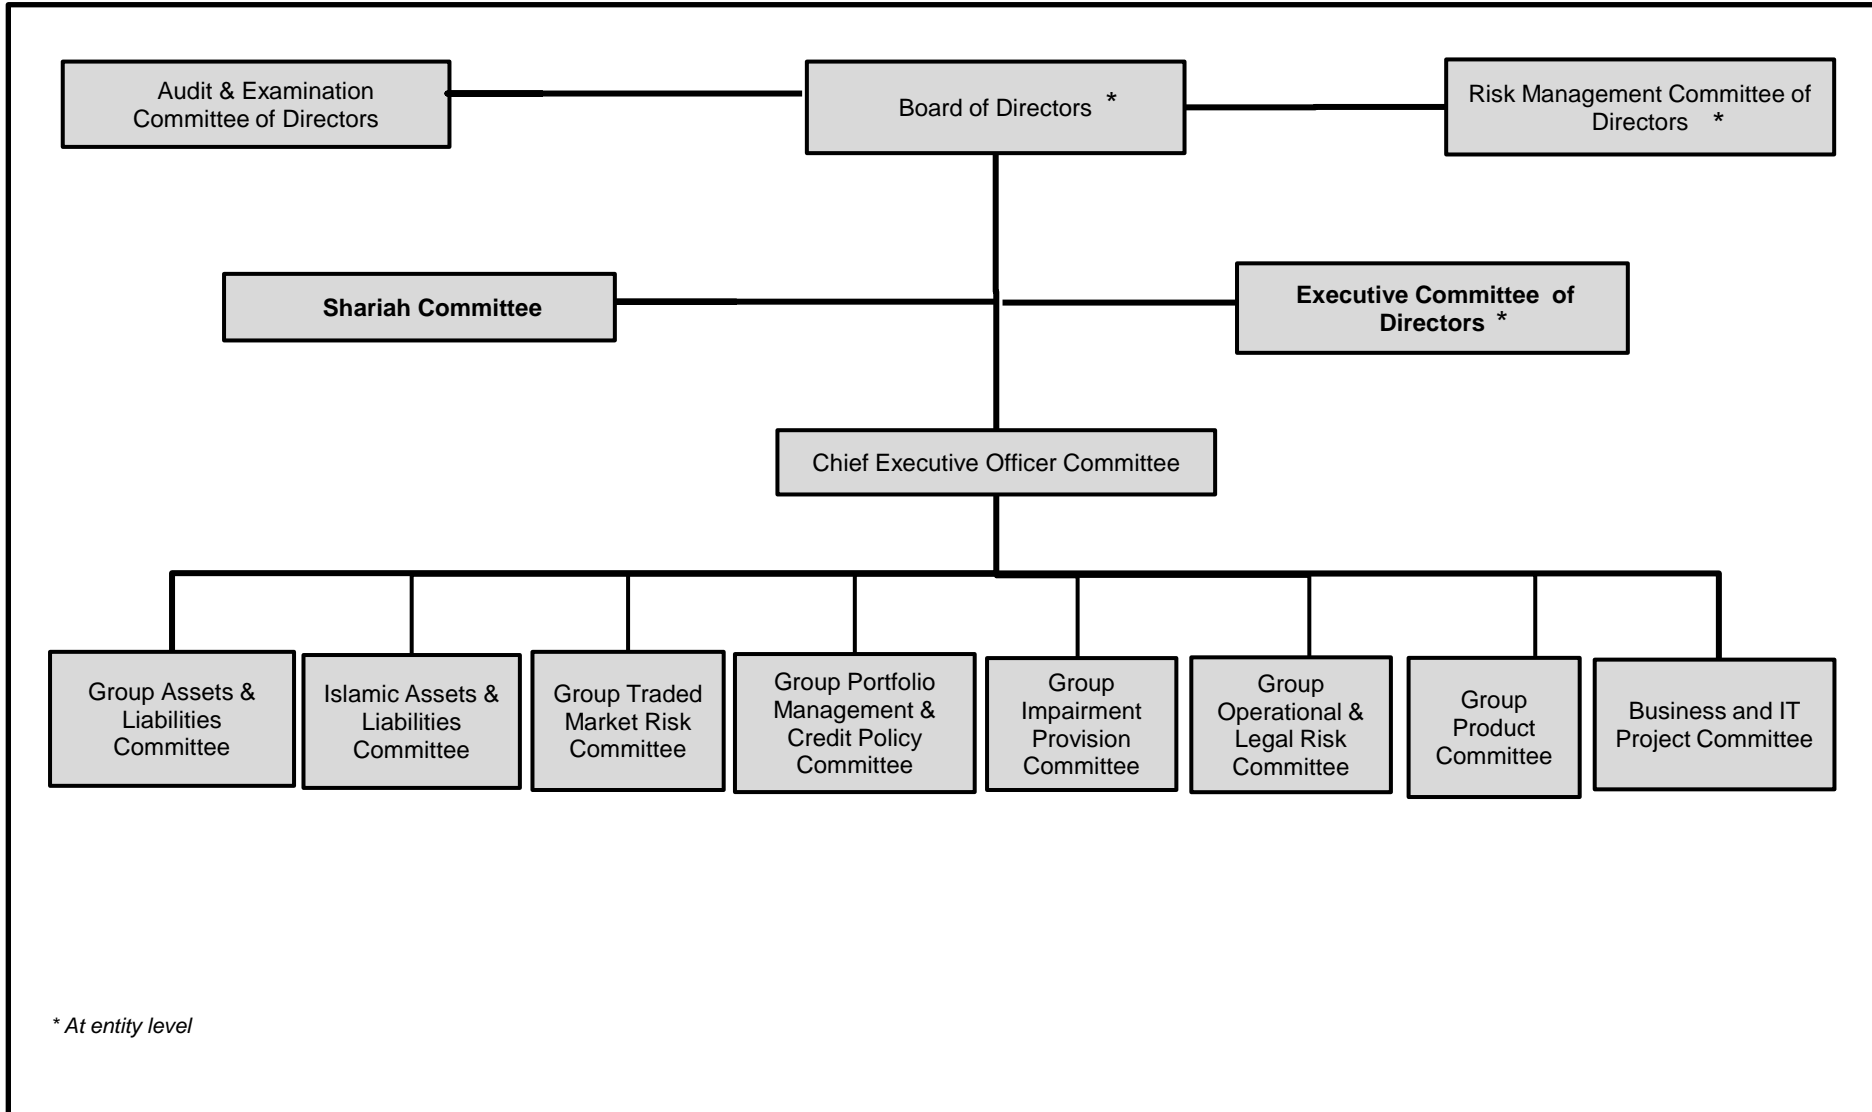 Audit & Examination
Committee of Directors
Board of Directors *
Risk Management Committee of
Directors *
Shariah Committee
Executive Committee of
Directors *
Chief Executive Officer Committee
Group Assets &
Liabilities
Committee
Islamic Assets &
Liabilities
Committee
Group Traded
Market Risk
Committee
Group Portfolio
Management &
Credit Policy
Committee
Group
Impairment
Provision
Committee
Group
Operational &
Legal Risk
Committee
Group
Product
Committee
Business and IT
Project Committee
* At entity level